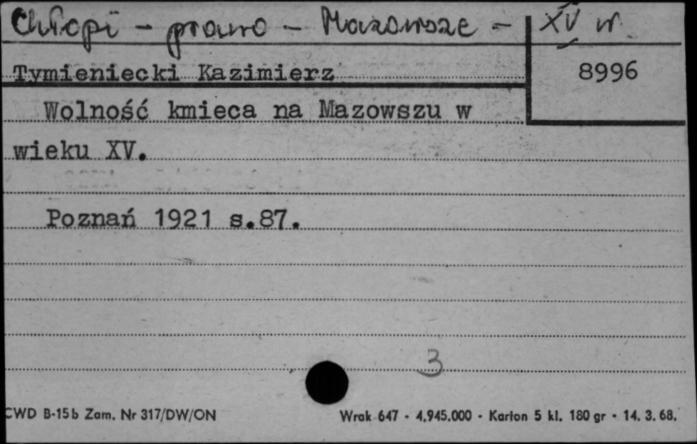 Chłopi - prawo - Mazowsze - XV w.
Tymieniecki Kazimierz
8996
Wolność kmieca na Mazowszu w
wieku XV.
Poznań 1921 s.87.
3
CWD B-15b Zam. Nr 317/DW/ON Wrak 647 - 4.945.000 - Karton 5 kl. 180 gr - 14. 3. 68.